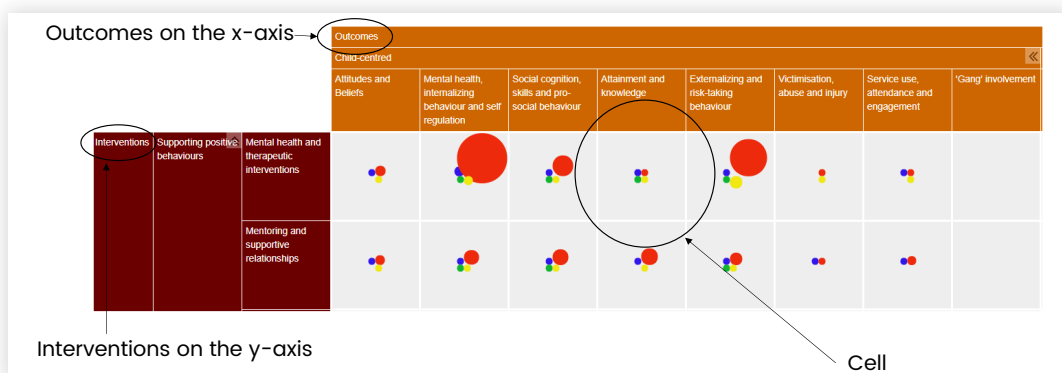 Outcomes on the x-axis
Outcomes
Child-centred
Attitudes and
Beliefs
Mental health,
internalizing
behaviour and self
regulation
Social cognition,
skills and pro-
social behaviour
Attainment and
knowledge
Externalizing and
risk-taking
behaviour
Victimisation,
abuse and injury
Service use,
attendance and
engagement
'Gang' involvement
Interventions
Supporting positive
behaviours
Mental health and
therapeutic
interventions
Mentoring and
supportive
relationships
Interventions on the y-axis
Cell